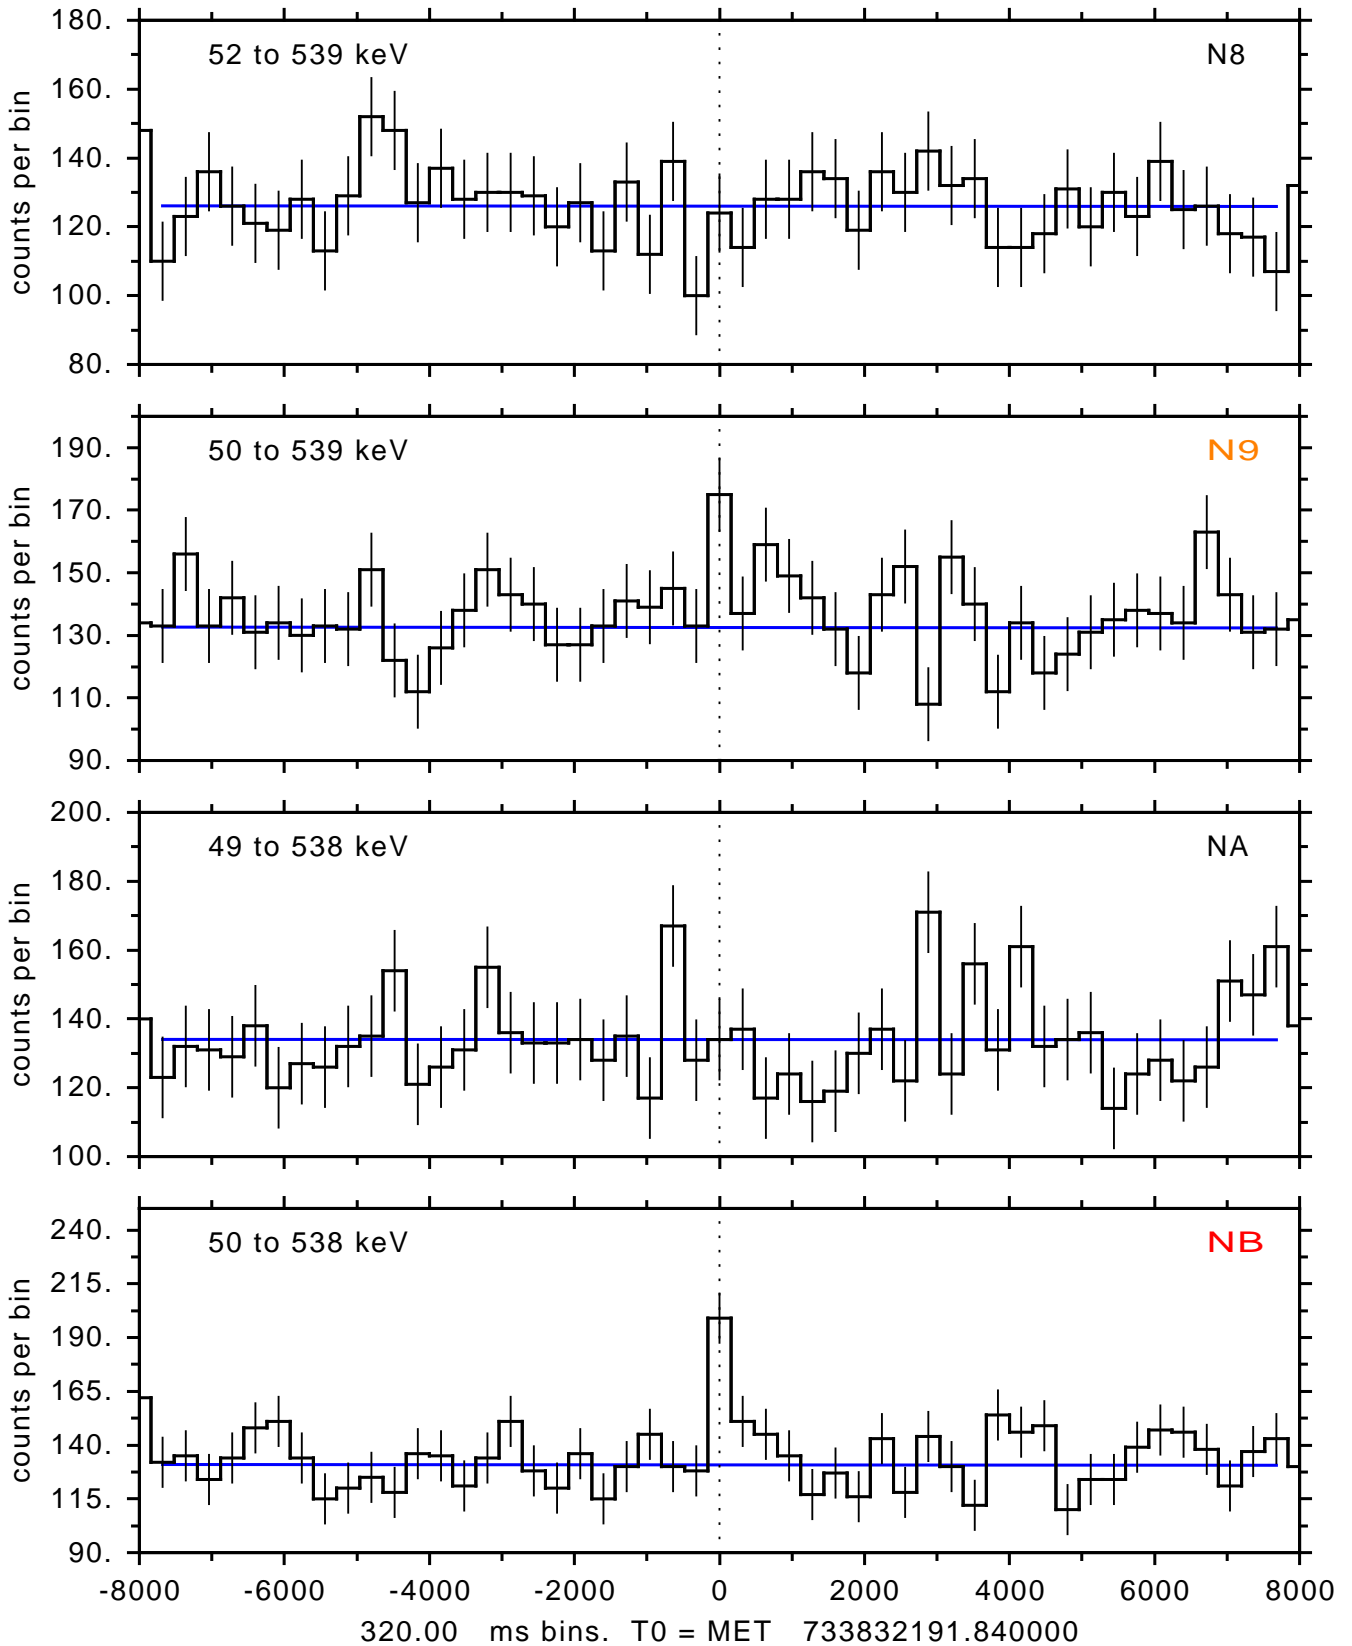 180.
160.
140.
120.
100.
80.
counts per bin
52 to 539 keV
N8
190.
170.
150.
130.
110.
90.
counts per bin
50 to 539 keV
N9
200.
180.
160.
140.
120.
100.
counts per bin
49 to 538 keV
NA
240.
215.
190.
165.
140.
115.
90.
counts per bin
50 to 538 keV
NB
-8000 -6000 -4000 -2000 0 2000 4000 6000 8000
320.00 ms bins. T0 = MET 733832191.840000